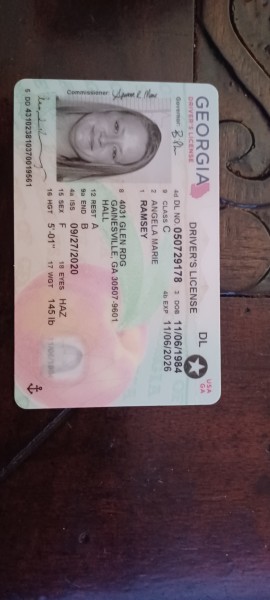 GEORGIA
DRIVER'S LICENSE
DRIVER'S LICENSE
DL
USA
GA
Commissioner:
Governor:
4d DL NO 050729178
3 DOB 11/06/1984
9 CLASS C
4b EXP 11/06/2026
2 ANGELA MARIE
1 RAMSEY
8 4031 GLEN RDG
GAINESVILLE, GA 30507-9601
HALL
12 REST A
9a END B
4a ISS 09/27/2020
15 SEX F
18 EYES HAZ
16 HGT 5'-01"
17 WGT 145 lb